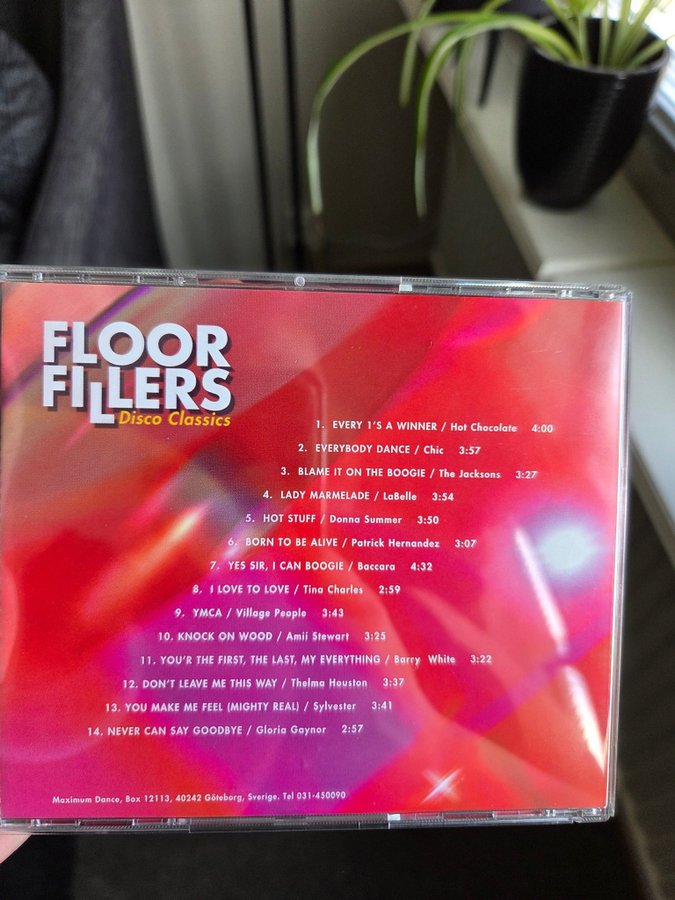 FLOOR
FILLERS
Disco Classics
1. EVERY 1'S A WINNER / Hot Chocolate 4:00
2. EVERYBODY DANCE / Chic 3:57
3. BLAME IT ON THE BOOGIE / The Jacksons 3:27
4. LADY MARMELADE / LaBelle 3:54
5. HOT STUFF / Donna Summer 3:50
6. BORN TO BE ALIVE / Patrick Hernandez 3:07
7. YES SIR, I CAN BOOGIE / Baccara 4:32
8. I LOVE TO LOVE / Tina Charles 2:59
9. YMCA / Village People 3:43
10. KNOCK ON WOOD / Amii Stewart 3:25
11. YOU'R THE FIRST, THE LAST, MY EVERYTHING / Barry White 3:22
12. DON'T LEAVE ME THIS WAY / Thelma Houston 3:37
13. YOU MAKE ME FEEL (MIGHTY REAL) / Sylvester 3:41
14. NEVER CAN SAY GOODBYE / Gloria Gaynor 2:57
Maximum Dance, Box 12113, 40242 Göteborg, Sverige. Tel 031-450090